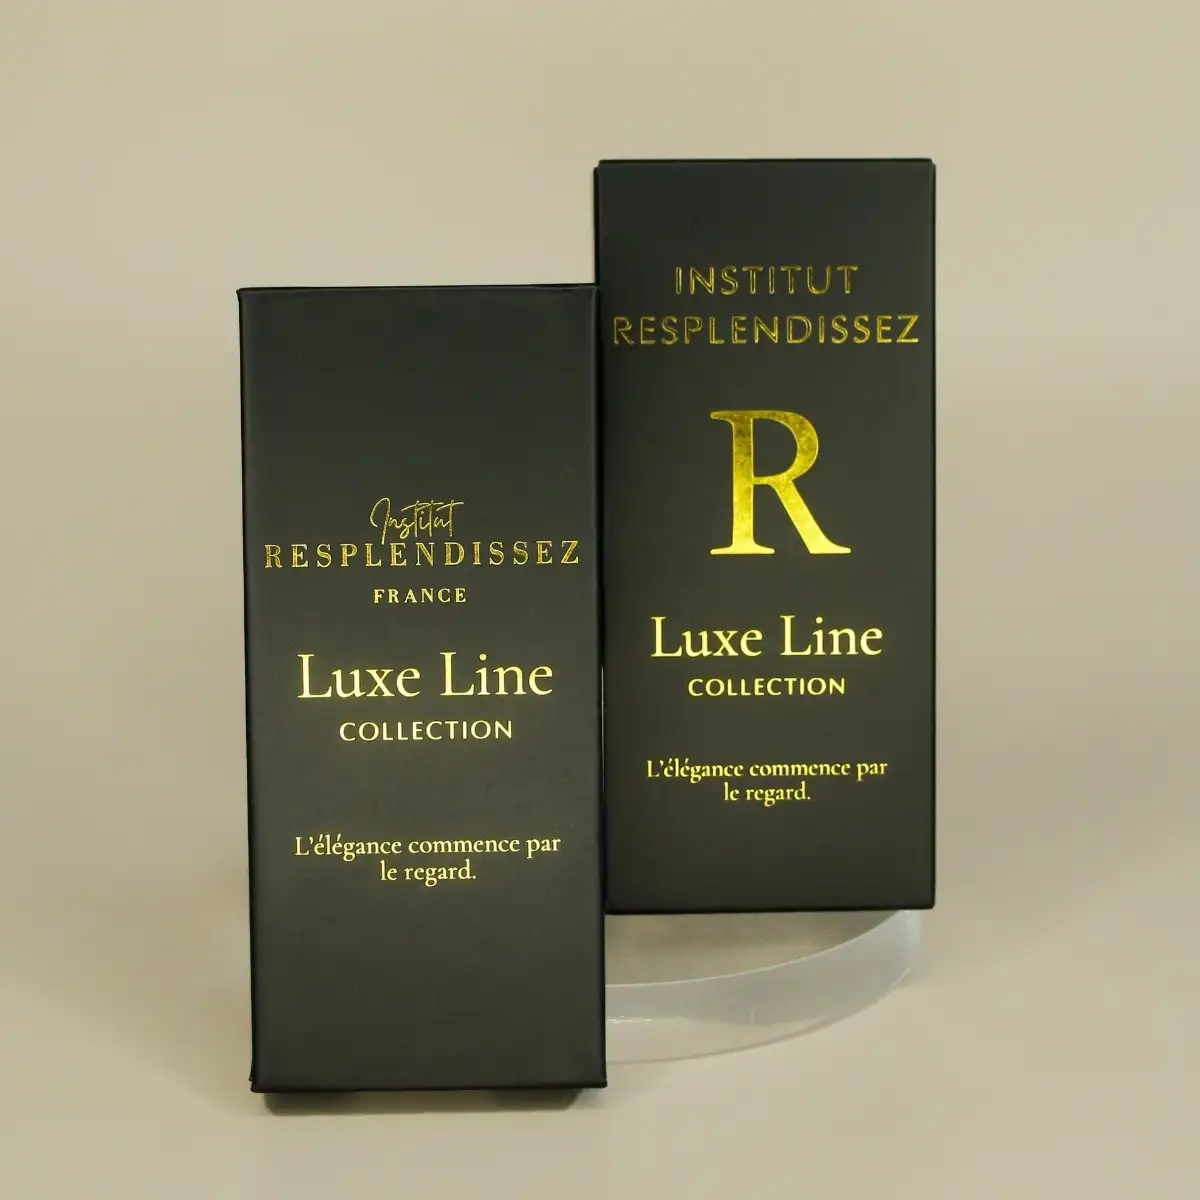 Institut
RESPLENDISSEZ
FRANCE
Luxe Line
COLLECTION
L'élégance commence par
le regard.
INSTITUT
RESPLENDISSEZ
R
Luxe Line
COLLECTION
L'élégance commence par
le regard.